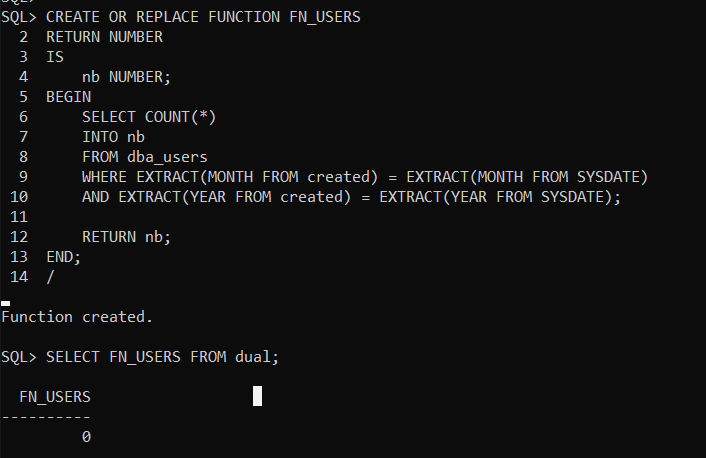 SQL> CREATE OR REPLACE FUNCTION FN_USERS
  2  RETURN NUMBER
  3  IS
  4      nb NUMBER;
  5  BEGIN
  6      SELECT COUNT(*)
  7      INTO nb
  8      FROM dba_users
  9      WHERE EXTRACT(MONTH FROM created) = EXTRACT(MONTH FROM SYSDATE)
 10      AND EXTRACT(YEAR FROM created) = EXTRACT(YEAR FROM SYSDATE);
 11
 12      RETURN nb;
 13  END;
 14  /
Function created.
SQL> SELECT FN_USERS FROM dual;
  FN_USERS
----------
         0